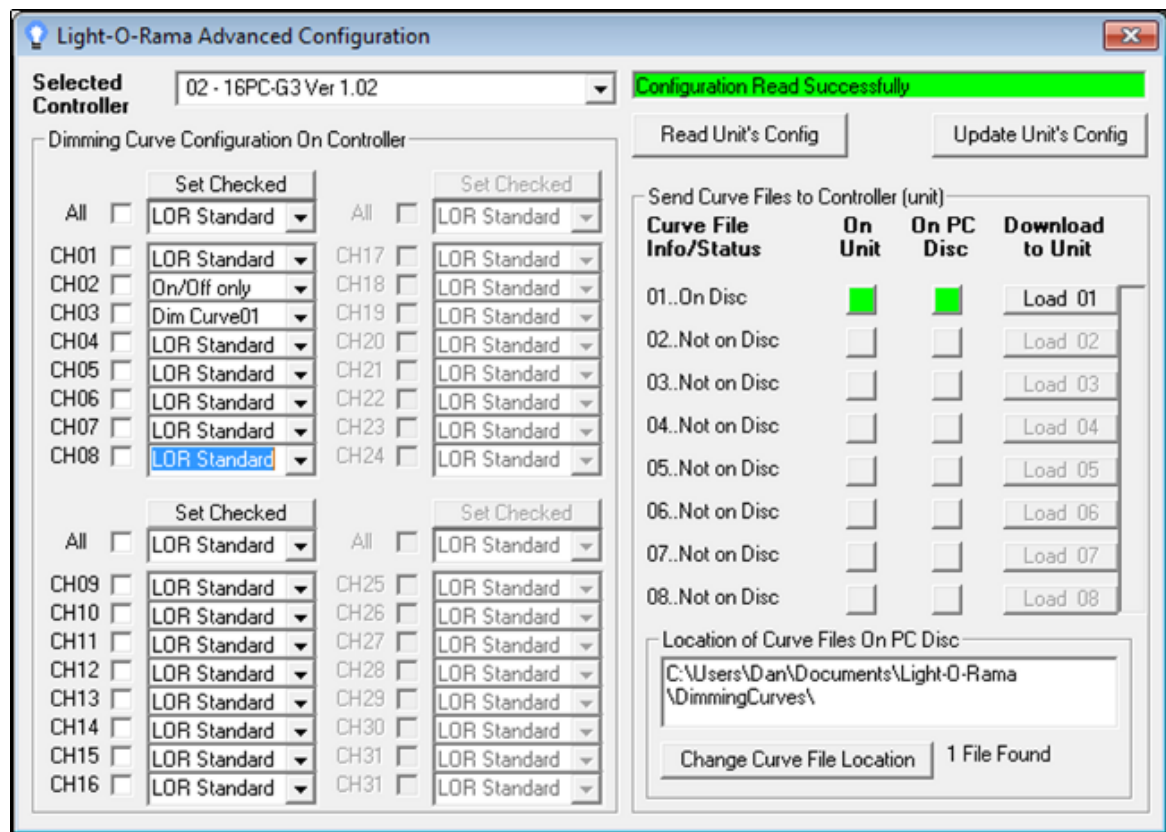 Light-O-Rama Advanced Configuration
Selected Controller
02 - 16PC-G3 Ver 1.02
Configuration Read Successfully
Read Unit's Config
Update Unit's Config
Dimming Curve Configuration On Controller
Set Checked
Set Checked
All LOR Standard All LOR Standard
CH01 LOR Standard CH17 LOR Standard
CH02 On/Off only CH18 LOR Standard
CH03 Dim Curve01 CH19 LOR Standard
CH04 LOR Standard CH20 LOR Standard
CH05 LOR Standard CH21 LOR Standard
CH06 LOR Standard CH22 LOR Standard
CH07 LOR Standard CH23 LOR Standard
CH08 LOR Standard CH24 LOR Standard
Set Checked
Set Checked
All LOR Standard All LOR Standard
CH09 LOR Standard CH25 LOR Standard
CH10 LOR Standard CH26 LOR Standard
CH11 LOR Standard CH27 LOR Standard
CH12 LOR Standard CH28 LOR Standard
CH13 LOR Standard CH29 LOR Standard
CH14 LOR Standard CH30 LOR Standard
CH15 LOR Standard CH31 LOR Standard
CH16 LOR Standard CH31 LOR Standard
Send Curve Files to Controller (unit)
Curve File On On PC Download
Info/Status Unit Disc to Unit
01..On Disc Load 01
02..Not on Disc Load 02
03..Not on Disc Load 03
04..Not on Disc Load 04
05..Not on Disc Load 05
06..Not on Disc Load 06
07..Not on Disc Load 07
08..Not on Disc Load 08
Location of Curve Files On PC Disc
C:\Users\Dan\Documents\Light-O-Rama
\DimmingCurves\
Change Curve File Location 1 File Found